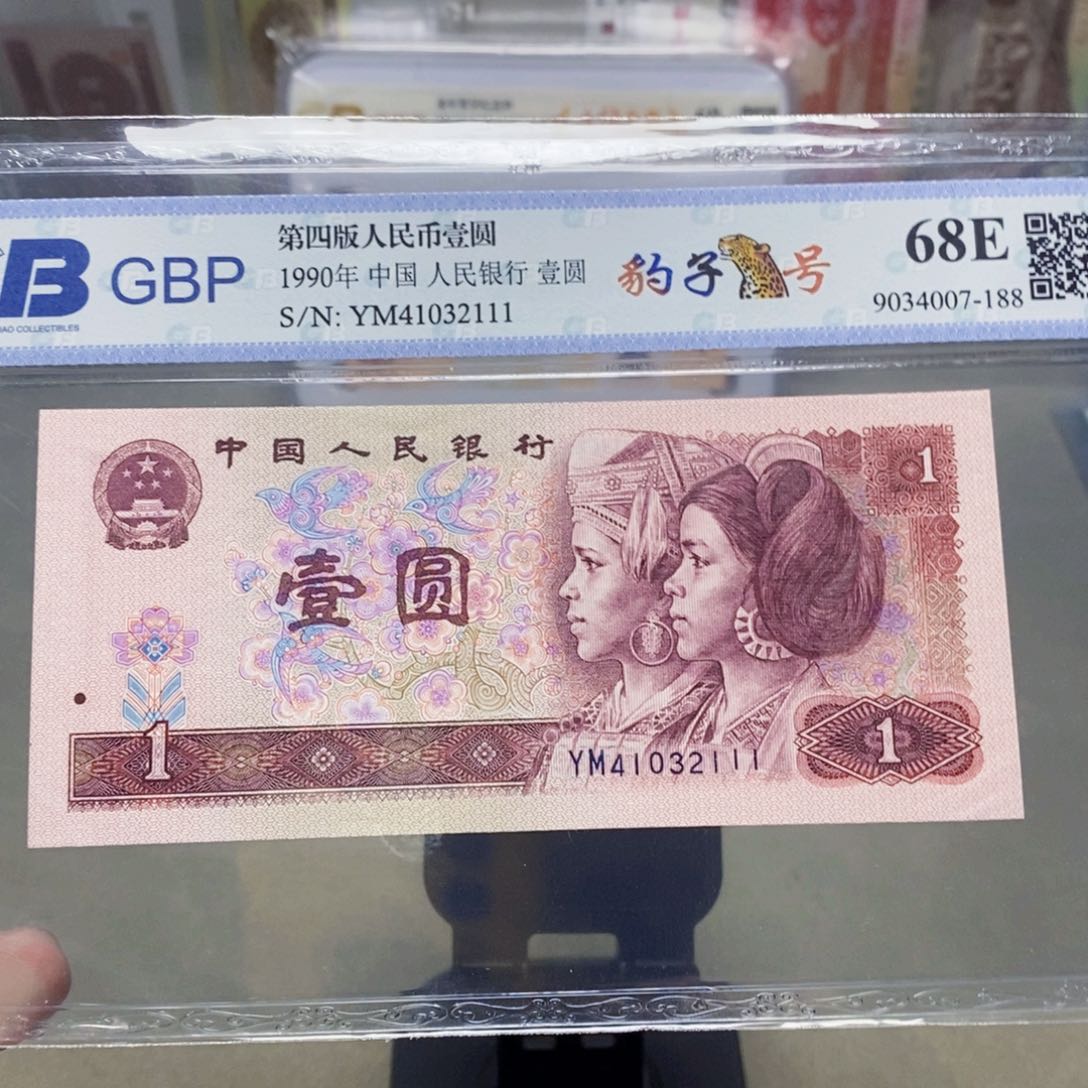 B GBP
IAO COLLECTIBLES
第四版人民币壹圆
1990年 中国 人民银行 壹圆
S/N: YM41032111
豹子号
68E
9034007-188
中国人民银行
1
壹圆
1
YM41032111
1